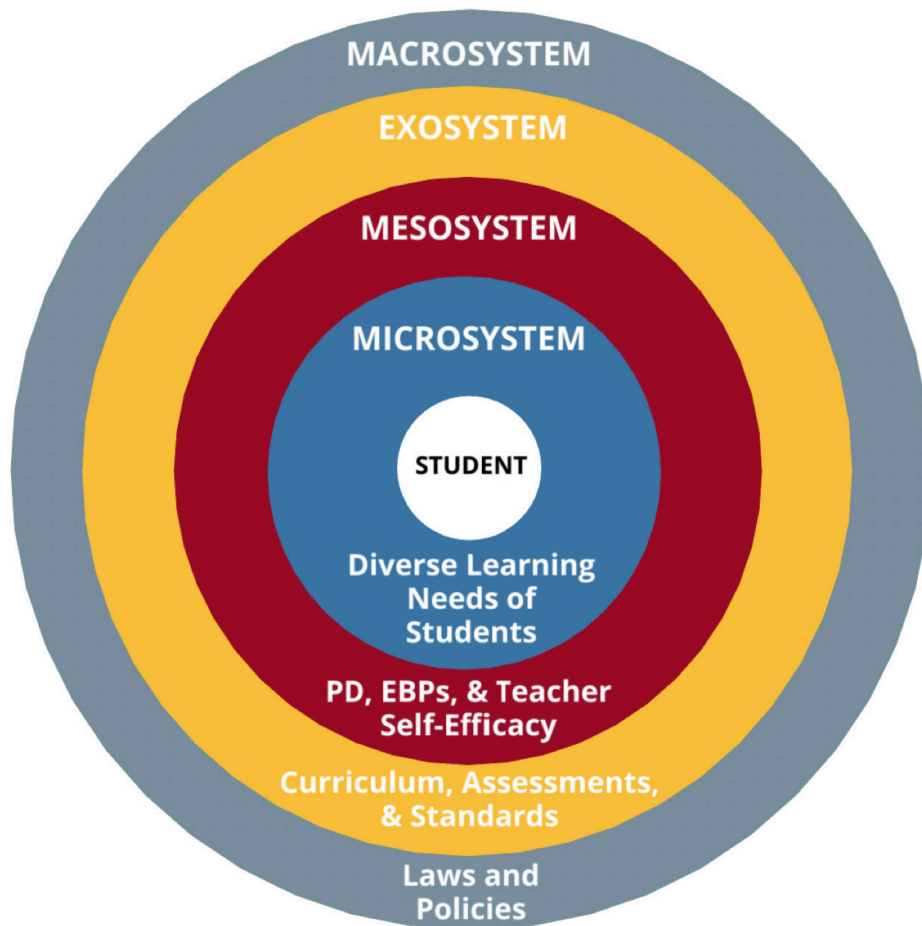 MACROSYSTEM
EXOSYSTEM
MESOSYSTEM
MICROSYSTEM
STUDENT
Diverse Learning
Needs of
Students
PD, EBPs, & Teacher
Self-Efficacy
Curriculum, Assessments,
& Standards
Laws and
Policies